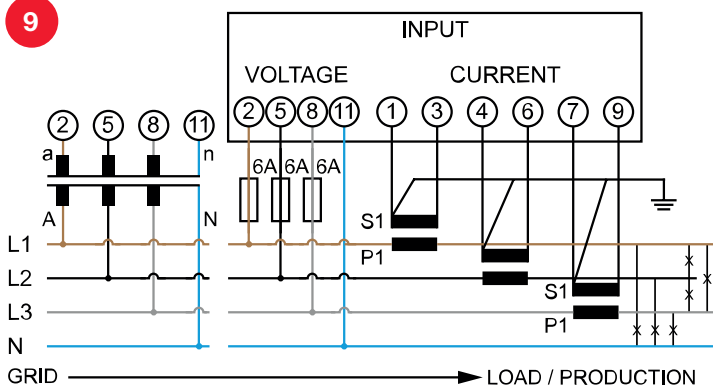 9
INPUT
VOLTAGE CURRENT
2 5 8 11 2 5 8 11 1 3 4 6 7 9
a n 6A 6A 6A
A N S1
L1 P1
L2
S1
L3
P1
N
GRID LOAD / PRODUCTION